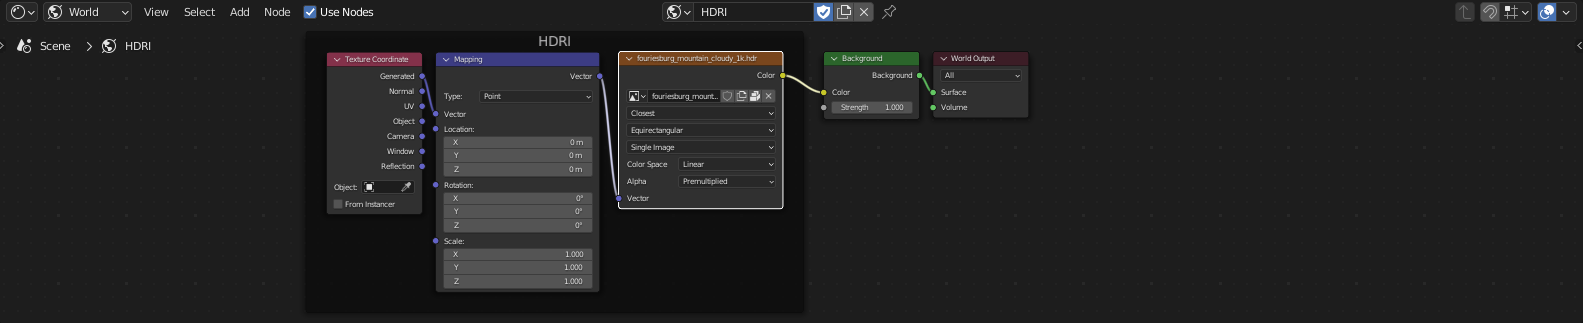 World View Select Add Node Use Nodes HDRI
Scene HDRI
HDRI
Texture Coordinate
Generated
Normal
UV
Object
Camera
Window
Reflection
Object:
From Instancer
Mapping
Vector
Type: Point
Vector
Location:
X 0 m
Y 0 m
Z 0 m
Rotation:
X 0°
Y 0°
Z 0°
Scale:
X 1.000
Y 1.000
Z 1.000
fouriesburg_mountain_cloudy_1k.hdr
Color
fouriesburg_mount...
Closest
Equirectangular
Single Image
Color Space Linear
Alpha Premultiplied
Vector
Background
Background
Color
Strength 1.000
World Output
All
Surface
Volume